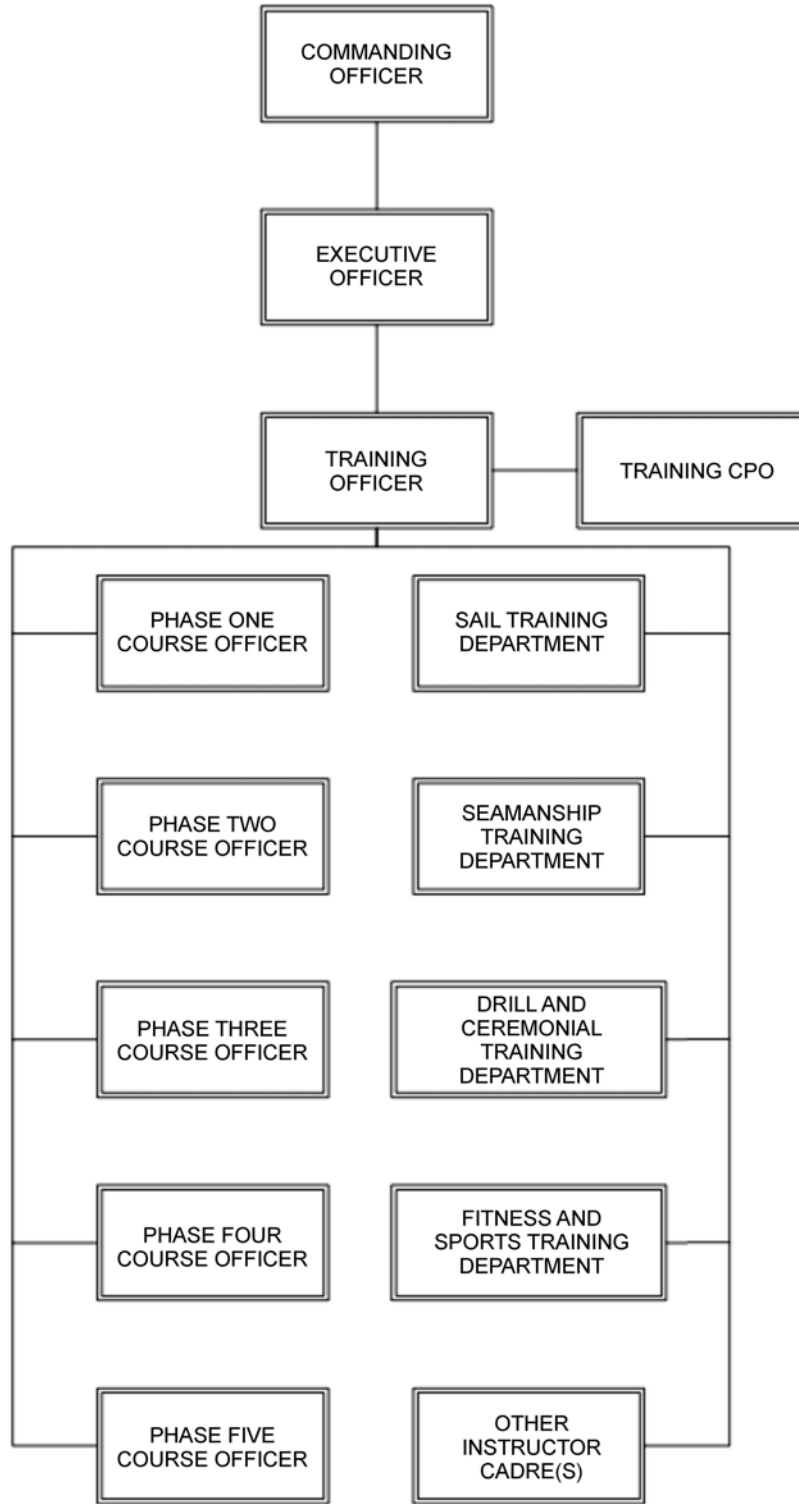 COMMANDING
OFFICER
EXECUTIVE
OFFICER
TRAINING
OFFICER
TRAINING CPO
PHASE ONE
COURSE OFFICER
SAIL TRAINING
DEPARTMENT
PHASE TWO
COURSE OFFICER
SEAMANSHIP
TRAINING
DEPARTMENT
PHASE THREE
COURSE OFFICER
DRILL AND
CEREMONIAL
TRAINING
DEPARTMENT
PHASE FOUR
COURSE OFFICER
FITNESS AND
SPORTS TRAINING
DEPARTMENT
PHASE FIVE
COURSE OFFICER
OTHER
INSTRUCTOR
CADRE(S)